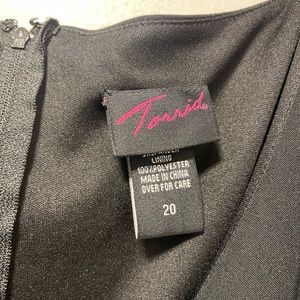 Torrid
LINING
100%POLYESTER
MADE IN CHINA
OVER FOR CARE
20